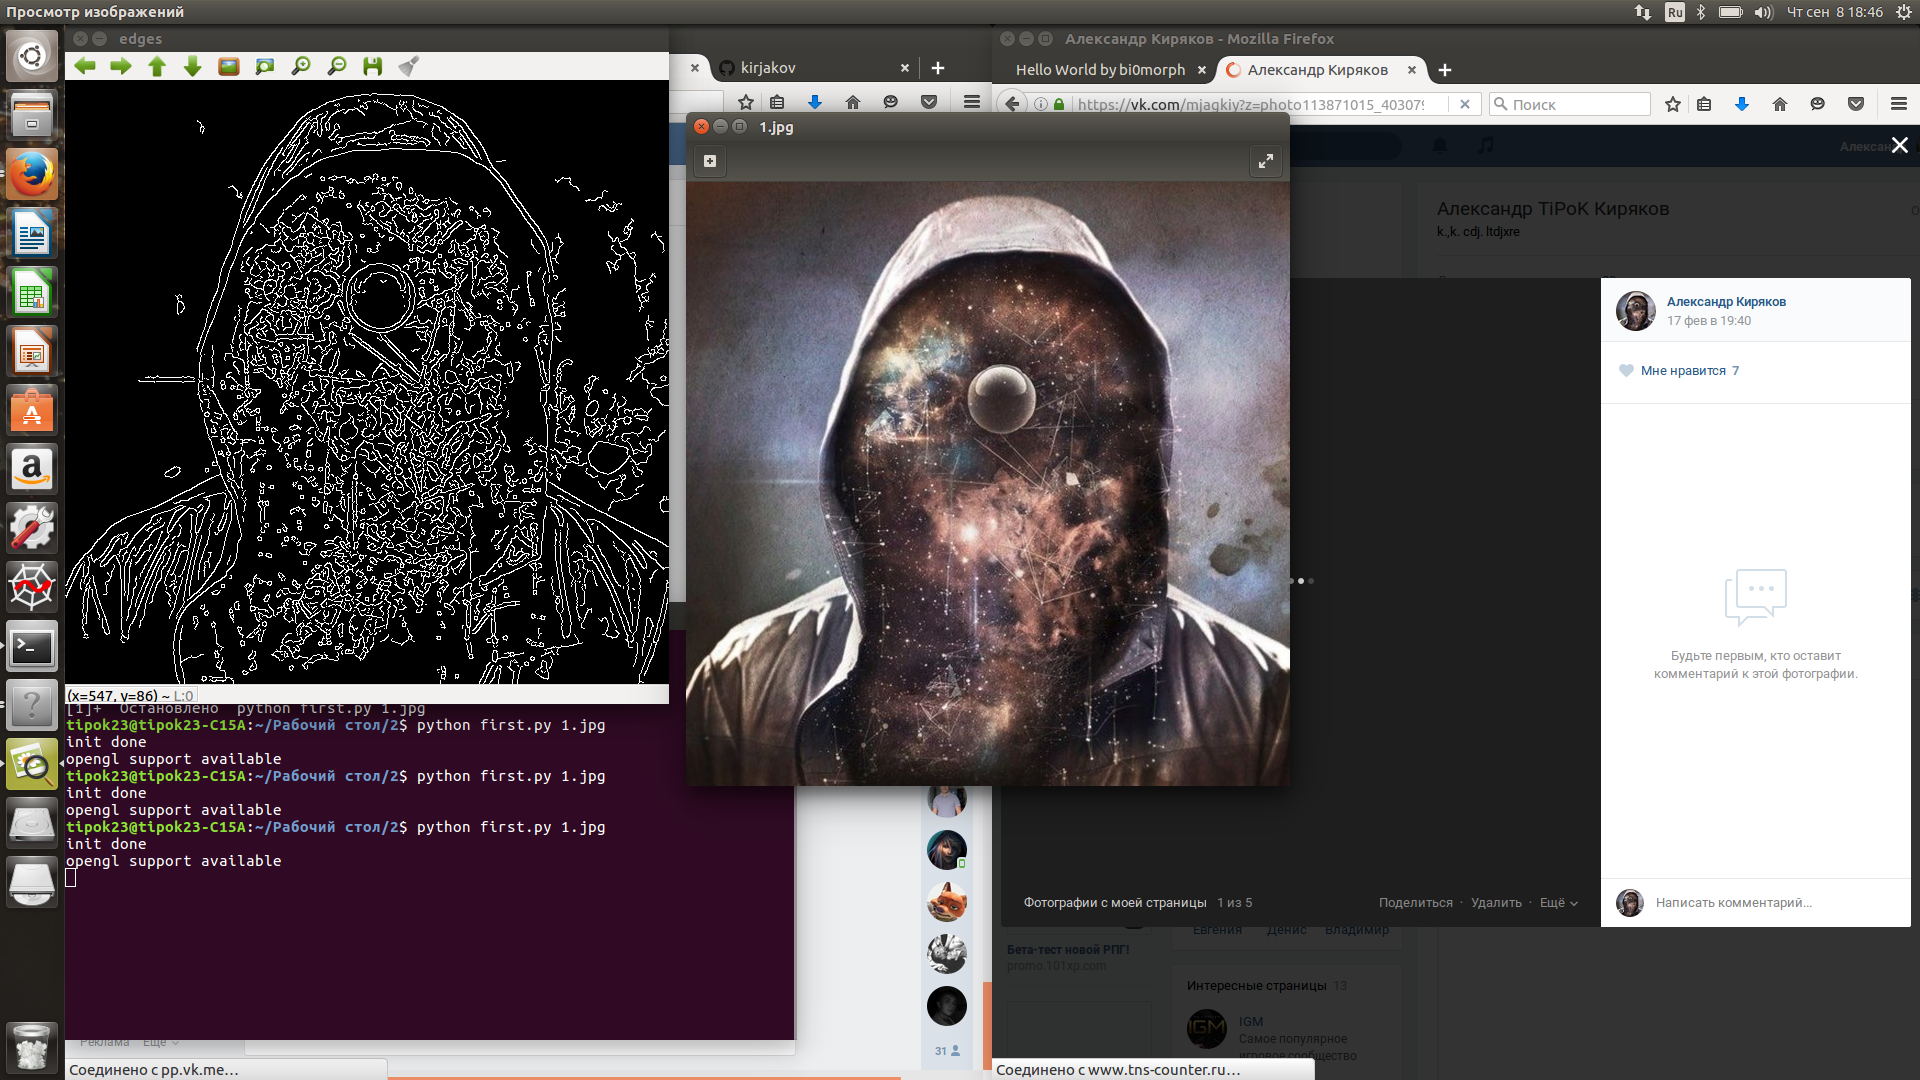 Просмотр изображений
Ru
Чт сен 8 18:46
edges
(x=547, y=86) ~ L:0
[1]+ Остановлено python first.py 1.jpg
tipok23@tipok23-C15A:~/Рабочий стол/2$ python first.py 1.jpg
init done
opengl support available
tipok23@tipok23-C15A:~/Рабочий стол/2$ python first.py 1.jpg
init done
opengl support available
tipok23@tipok23-C15A:~/Рабочий стол/2$ python first.py 1.jpg
init done
opengl support available
Реклама Ещё
Соединено с pp.vk.me…
kirjakov
31
1.jpg
Александр Киряков - Mozilla Firefox
Hello World by bi0morph
Александр Киряков
https://vk.com/mjaqkiy?z=photo113871015_40307
Поиск
Алексан
Александр TiPoK Киряков
k.,k. cdj. ltdjxre
Александр Киряков
17 фев в 19:40
Мне нравится 7
Будьте первым, кто оставит
комментарий к этой фотографии.
Фотографии с моей страницы 1 из 5
Поделиться · Удалить · Ещё
Написать комментарий...
Евгения Денис Владимир
Бета-тест новой РПГ!
promo.101xp.com
Интересные страницы 13
IGM
IGM
Самое популярное
игровое сообщество
Соединено с www.tns-counter.ru…